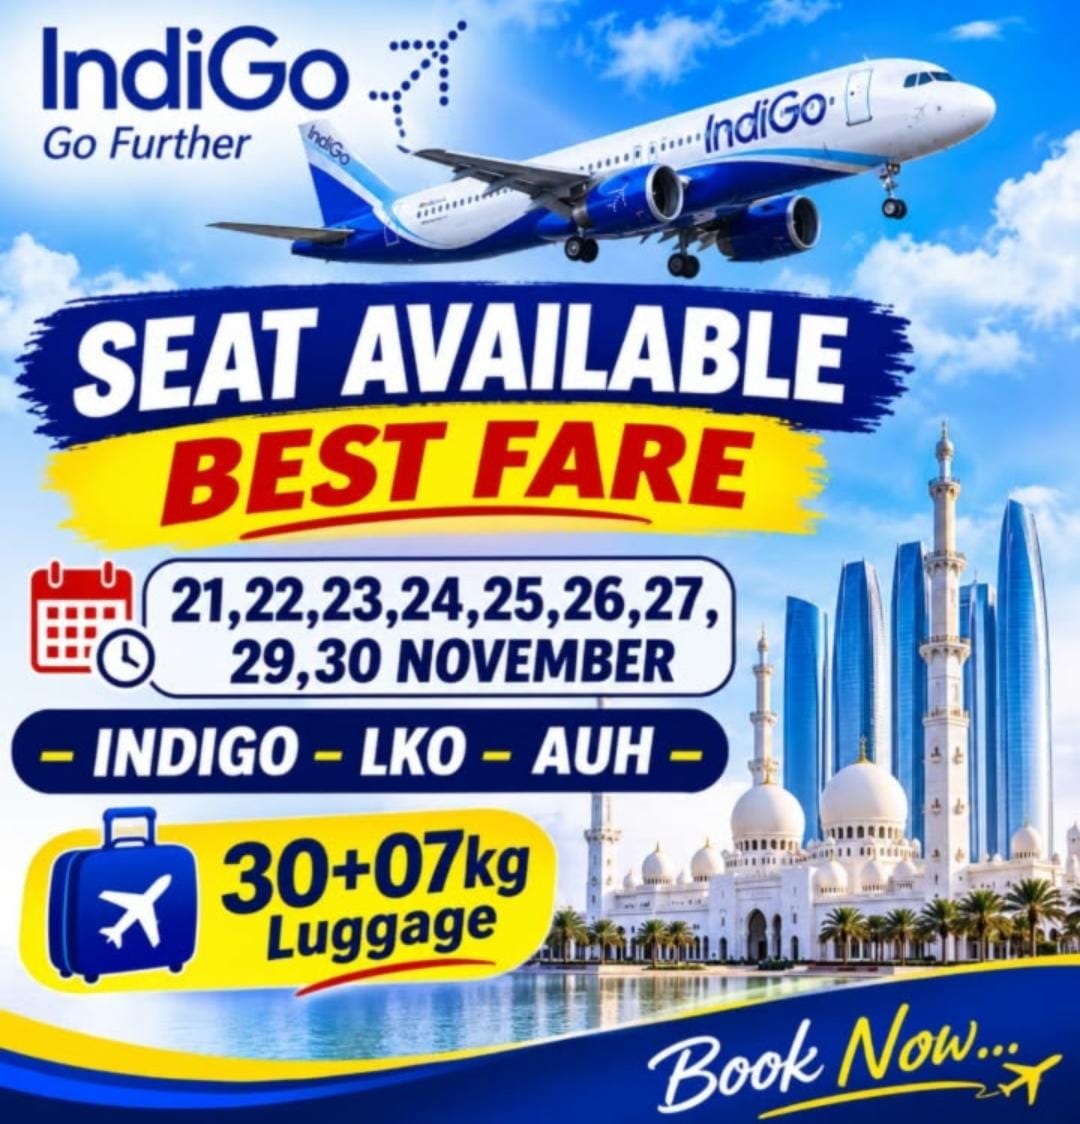 IndiGo
Go Further
IndiGo
IndiGo
SEAT AVAILABLE
BEST FARE
21,22,23,24,25,26,27,
29,30 NOVEMBER
– INDIGO – LKO – AUH –
30+07kg
Luggage
Book Now...